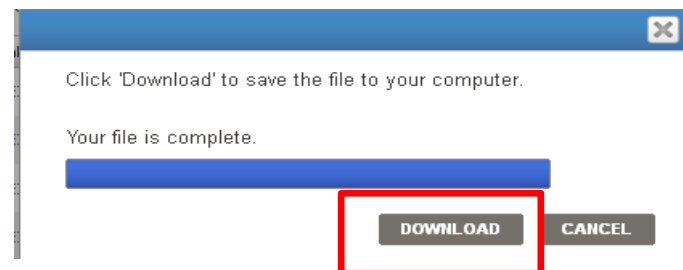 Click 'Download' to save the file to your computer.
Your file is complete.
DOWNLOAD CANCEL